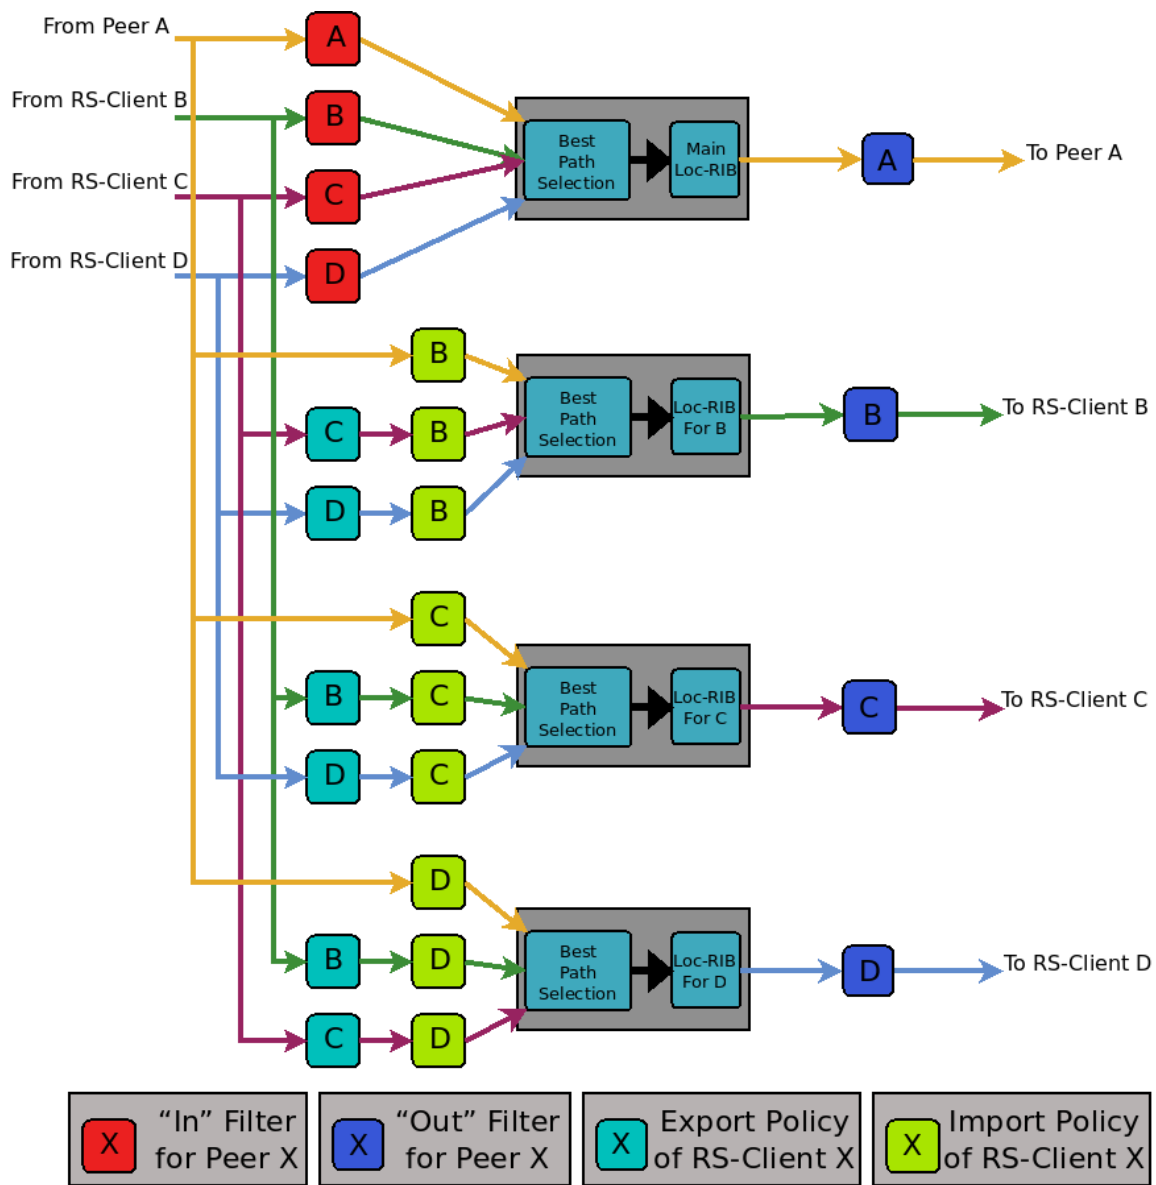 From Peer A
A
From RS-Client B
B
From RS-Client C
C
From RS-Client D
D
Best
Path
Selection
Main
Loc-RIB
A
To Peer A
B
C
B
D
B
Best
Path
Selection
Loc-RIB
For B
B
To RS-Client B
C
B
C
D
C
Best
Path
Selection
Loc-RIB
For C
C
To RS-Client C
D
B
D
C
D
Best
Path
Selection
Loc-RIB
For D
D
To RS-Client D
X
“In” Filter
for Peer X
X
“Out” Filter
for Peer X
X
Export Policy
of RS-Client X
X
Import Policy
of RS-Client X